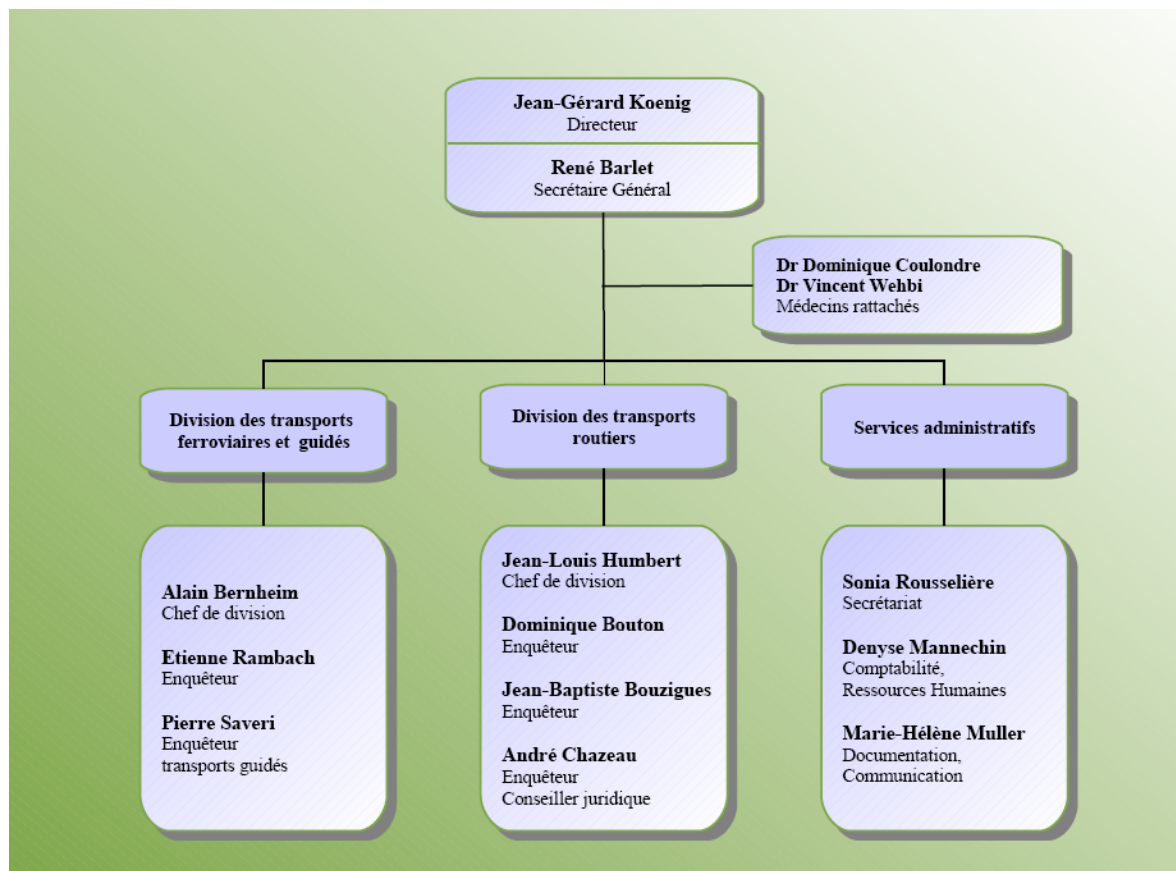 Jean-Gérard Koenig
Directeur
René Barlet
Secrétaire Général
Dr Dominique Coulondre
Dr Vincent Wehbi
Médecins rattachés
Division des transports
ferroviaires et guidés
Division des transports
routiers
Services administratifs
Alain Bernheim
Chef de division
Etienne Rambach
Enquêteur
Pierre Saveri
Enquêteur
transports guidés
Jean-Louis Humbert
Chef de division
Dominique Bouton
Enquêteur
Jean-Baptiste Bouzigues
Enquêteur
André Chazeau
Enquêteur
Conseiller juridique
Sonia Rousselière
Secrétariat
Denyse Mannechin
Comptabilité,
Ressources Humaines
Marie-Hélène Muller
Documentation,
Communication